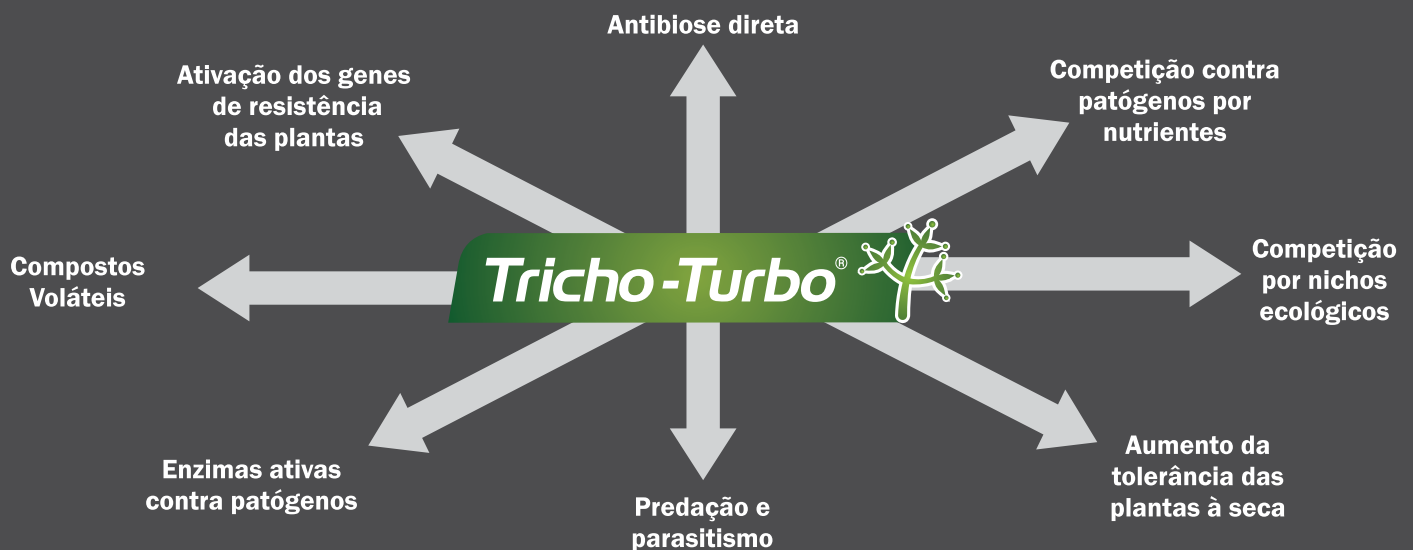 Antibiose direta
Ativação dos genes
de resistência
das plantas
Competição contra
patógenos por
nutrientes
Compostos
Voláteis
Tricho-Turbo®
Competição
por nichos
ecológicos
Enzimas ativas
contra patógenos
Predação e
parasitismo
Aumento da
tolerância das
plantas à seca